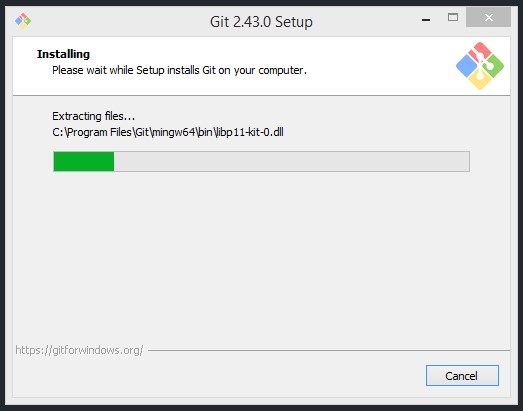 Git 2.43.0 Setup
Installing
Please wait while Setup installs Git on your computer.
Extracting files...
C:\Program Files\Git\mingw64\bin\libp11-kit-0.dll
https://gitforwindows.org/
Cancel